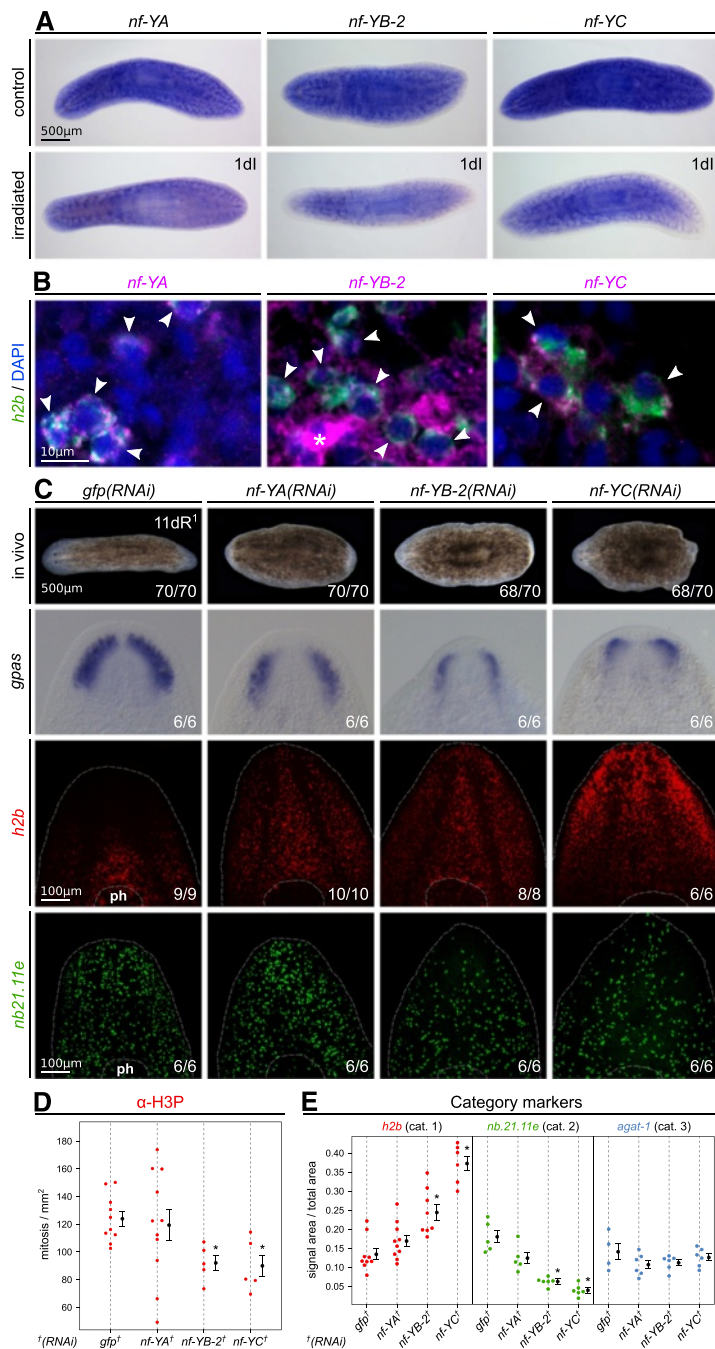 A
nf-YA
nf-YB-2
nf-YC
control
500µm
irradiated
1dI
1dI
1dI
B
nf-YA
nf-YB-2
nf-YC
h2b / DAPI
10µm
*
C
gfp(RNAi)
nf-YA(RNAi)
nf-YB-2(RNAi)
nf-YC(RNAi)
in vivo
11dR¹
500µm
70/70
70/70
68/70
68/70
gpas
6/6
6/6
6/6
6/6
h2b
100µm
ph
9/9
10/10
8/8
6/6
nb21.11e
100µm
ph
6/6
6/6
6/6
6/6
D
α-H3P
mitosis / mm²
180
160
140
120
100
80
60
*
*
†(RNAi)
gfp†
nf-YA†
nf-YB-2†
nf-YC†
E
Category markers
h2b (cat. 1)
nb.21.11e (cat. 2)
agat-1 (cat. 3)
signal area / total area
0.40
0.35
0.30
0.25
0.20
0.15
0.10
0.05
*
*
*
*
†(RNAi)
gfp†
nf-YA†
nf-YB-2†
nf-YC†
gfp†
nf-YA†
nf-YB-2†
nf-YC†
gfp†
nf-YA†
nf-YB-2†
nf-YC†